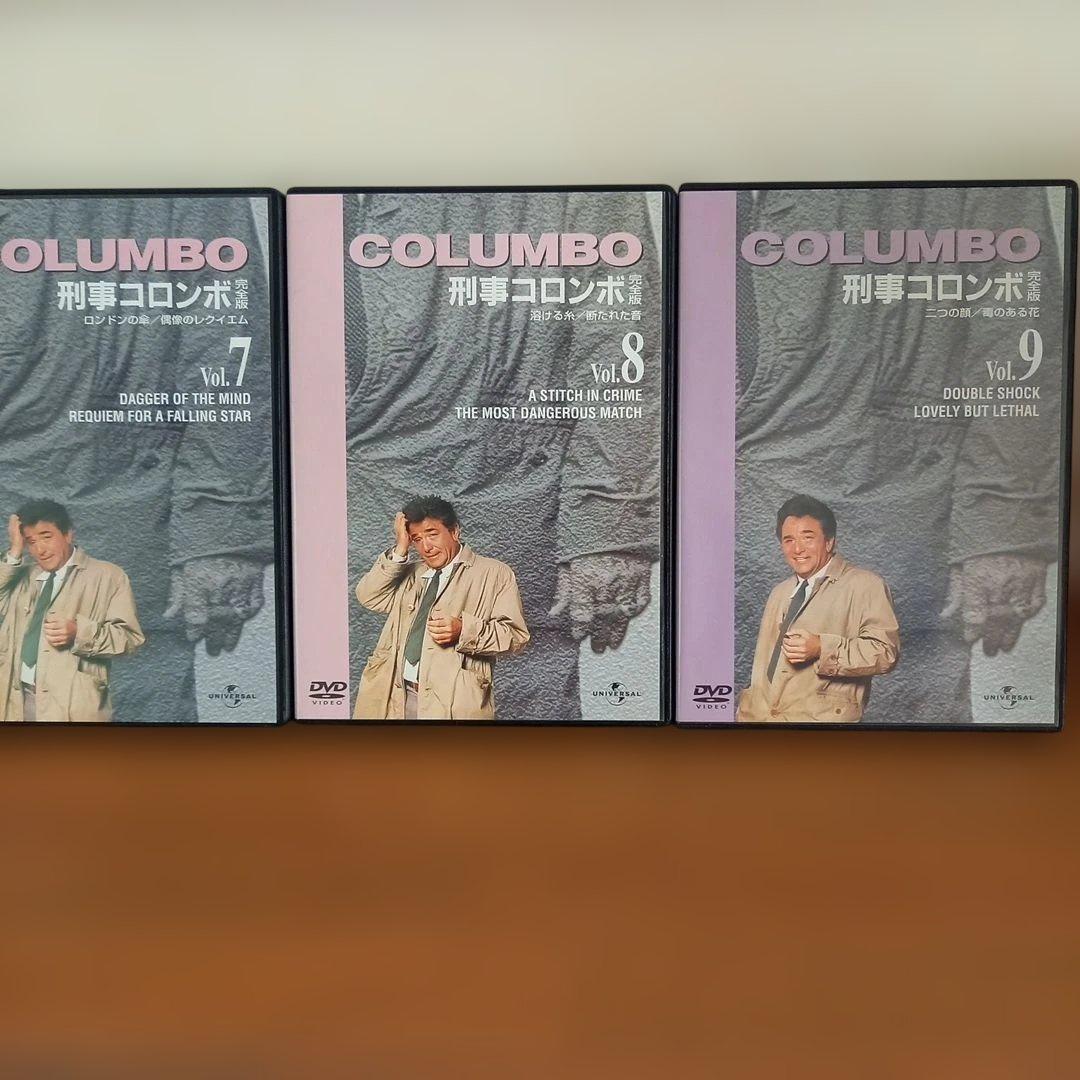 OLUMBO
刑事コロンボ 完全版
ロンドンの傘／偶像のレクイエム
Vol.7
DAGGER OF THE MIND
REQUIEM FOR A FALLING STAR
UNIVERSAL
COLUMBO
刑事コロンボ 完全版
溶ける糸／断たれた音
Vol.8
A STITCH IN CRIME
THE MOST DANGEROUS MATCH
DVD
VIDEO
UNIVERSAL
COLUMBO
刑事コロンボ 完全版
二つの顔／毒のある花
Vol.9
DOUBLE SHOCK
LOVELY BUT LETHAL
DVD
VIDEO
UNIVERSAL